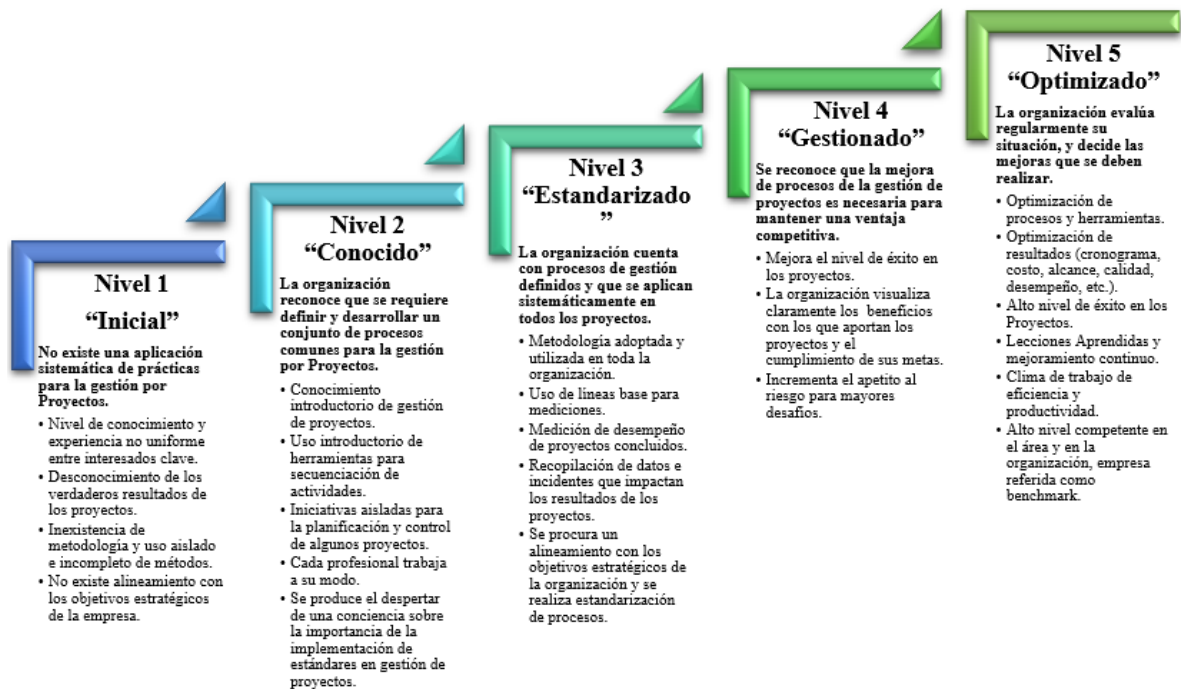 Nivel 1
“Inicial”
No existe una aplicación
sistemática de prácticas
para la gestión por
Proyectos.
• Nivel de conocimiento y
experiencia no uniforme
entre interesados clave.
• Desconocimiento de los
verdaderos resultados de
los proyectos.
• Inexistencia de
metodología y uso aislado
e incompleto de métodos.
• No existe alineamiento con
los objetivos estratégicos
de la empresa.
Nivel 2
“Conocido”
La organización
reconoce que se requiere
definir y desarrollar un
conjunto de procesos
comunes para la gestión
por Proyectos.
• Conocimiento
introductorio de gestión
de proyectos.
• Uso introductorio de
herramientas para
secuenciación de
actividades.
• Iniciativas aisladas para
la planificación y control
de algunos proyectos.
• Cada profesional trabaja
a su modo.
• Se produce el despertar
de una conciencia sobre
la importancia de la
implementación de
estándares en gestión de
proyectos.
Nivel 3
“Estandarizado
”
La organización cuenta
con procesos de gestión
definidos y que se aplican
sistemáticamente en
todos los proyectos.
• Metodología adoptada y
utilizada en toda la
organización.
• Uso de líneas base para
mediciones.
• Medición de desempeño
de proyectos concluidos.
• Recopilación de datos e
incidentes que impactan
los resultados de los
proyectos.
• Se procura un
alineamiento con los
objetivos estratégicos de
la organización y se
realiza estandarización
de procesos.
Nivel 4
“Gestionado”
Se reconoce que la mejora
de procesos de la gestión de
proyectos es necesaria para
mantener una ventaja
competitiva.
• Mejora el nivel de éxito en
los proyectos.
• La organización visualiza
claramente los beneficios
con los que aportan los
proyectos y el
cumplimiento de sus metas.
• Incrementa el apetito al
riesgo para mayores
desafíos.
Nivel 5
“Optimizado”
La organización evalúa
regularmente su
situación, y decide las
mejoras que se deben
realizar.
• Optimización de
procesos y herramientas.
• Optimización de
resultados (cronograma,
costo, alcance, calidad,
desempeño, etc.).
• Alto nivel de éxito en los
Proyectos.
• Lecciones Aprendidas y
mejoramiento continuo.
• Clima de trabajo de
eficiencia y
productividad.
• Alto nivel competente en
el área y en la
organización, empresa
referida como
benchmark.